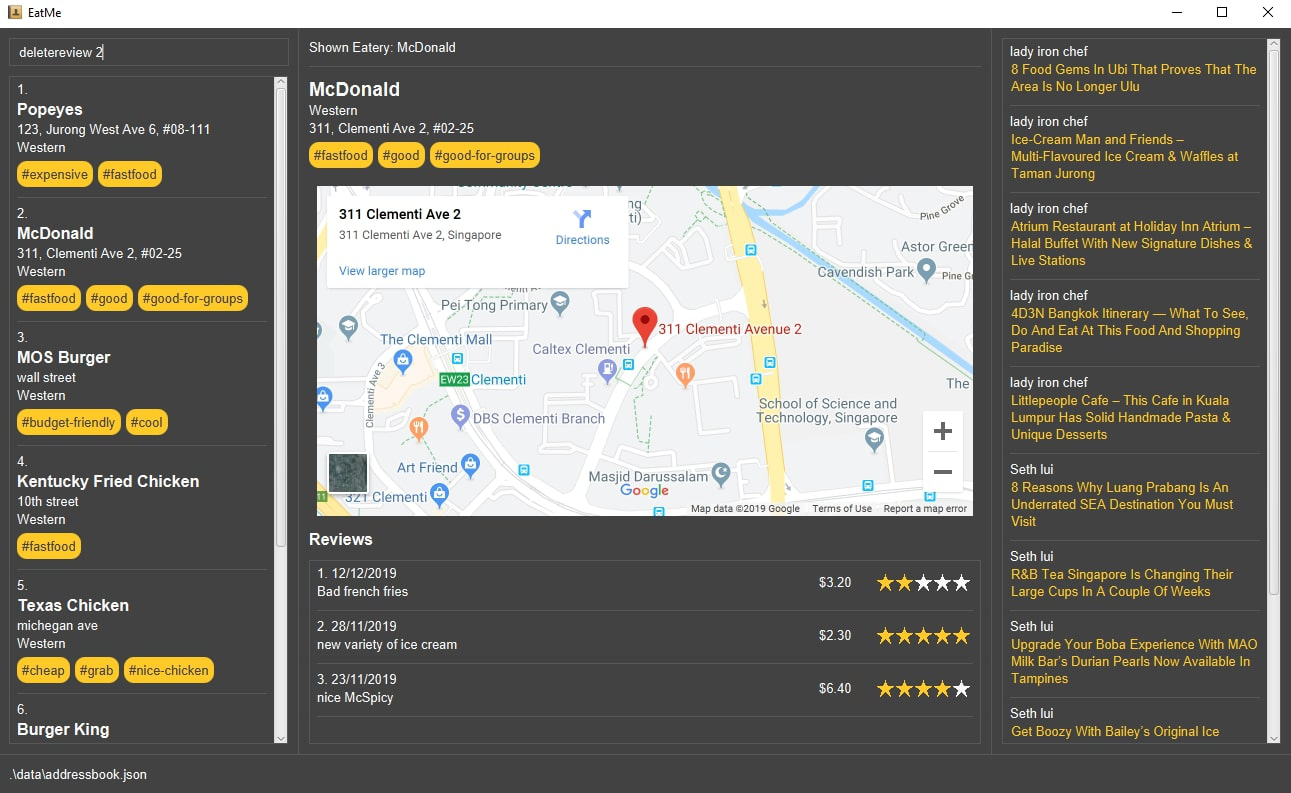 EatMe
deletereview 2
1.
Popeyes
123, Jurong West Ave 6, #08-111
Western
#expensive #fastfood
2.
McDonald
311, Clementi Ave 2, #02-25
Western
#fastfood #good #good-for-groups
3.
MOS Burger
wall street
Western
#budget-friendly #cool
4.
Kentucky Fried Chicken
10th street
Western
#fastfood
5.
Texas Chicken
michegan ave
Western
#cheap #grab #nice-chicken
6.
Burger King
Shown Eatery: McDonald
McDonald
Western
311, Clementi Ave 2, #02-25
#fastfood #good #good-for-groups
311 Clementi Ave 2
311 Clementi Ave 2, Singapore
Directions
View larger map
Pine Grove
Astor Green
Cavendish Park
Pine G
Pei Tong Primary
311 Clementi Avenue 2
The Clementi Mall
Caltex Clementi
Clementi Ave 3
EW23 Clementi
The
DBS Clementi Branch
School of Science and
Technology, Singapore
Art Friend
Masjid Darussalam
321 Clementi
Google
Map data ©2019 Google Terms of Use Report a map error
Reviews
1. 12/12/2019
Bad french fries
$3.20
2. 28/11/2019
new variety of ice cream
$2.30
3. 23/11/2019
nice McSpicy
$6.40
lady iron chef
8 Food Gems In Ubi That Proves That The
Area Is No Longer Ulu
lady iron chef
Ice-Cream Man and Friends –
Multi-Flavoured Ice Cream & Waffles at
Taman Jurong
lady iron chef
Atrium Restaurant at Holiday Inn Atrium –
Halal Buffet With New Signature Dishes &
Live Stations
lady iron chef
4D3N Bangkok Itinerary — What To See,
Do And Eat At This Food And Shopping
Paradise
lady iron chef
Littlepeople Cafe – This Cafe in Kuala
Lumpur Has Solid Handmade Pasta &
Unique Desserts
Seth lui
8 Reasons Why Luang Prabang Is An
Underrated SEA Destination You Must
Visit
Seth lui
R&B Tea Singapore Is Changing Their
Large Cups In A Couple Of Weeks
Seth lui
Upgrade Your Boba Experience With MAO
Milk Bar's Durian Pearls Now Available In
Tampines
Seth lui
Get Boozy With Bailey's Original Ice
.\data\addressbook.json